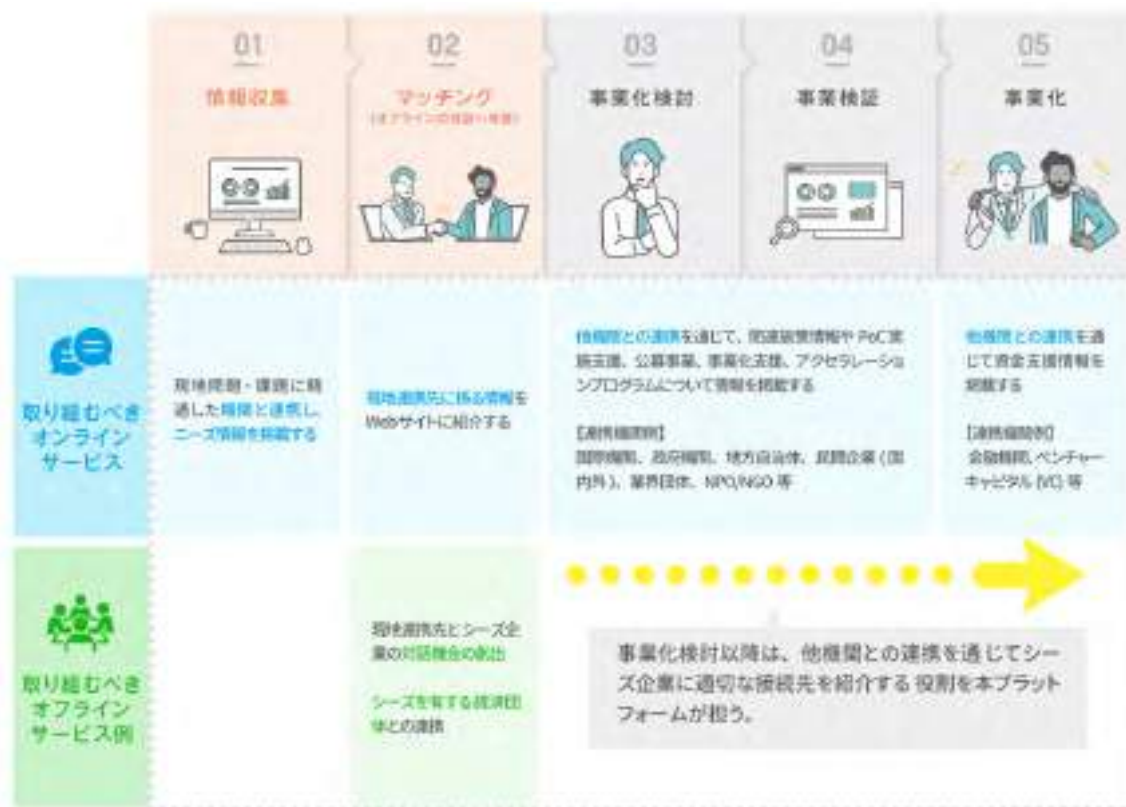 01
情報収集
02
マッチング
03
事業化検討
04
事業検証
05
事業化
取り組むべき
オンライン
サービス
現地問題・課題に精
通した機関と連携し、
ニーズ情報を掲載する
現地連携先に係る情報を
Webサイトに紹介する
他機関との連携を通じて、関連施策情報や PoC 実
施支援、公募事業、事業化支援、アクセラレーショ
ンプログラムについて情報を掲載する
【連携機関例】
国際機関、政府機関、地方自治体、民間企業 (国
内外)、業界団体、NPO/NGO 等
他機関との連携を通
じて資金支援情報を
掲載する
【連携機関例】
金融機関、ベンチャー
キャピタル (VC) 等
取り組むべき
オフライン
サービス例
現地連携先とシーズ企
業の対話機会の創出
シーズを有する経済団
体との連携
事業化検討以降は、他機関との連携を通じてシー
ズ企業に適切な接続先を紹介する役割を本プラット
フォームが担う。